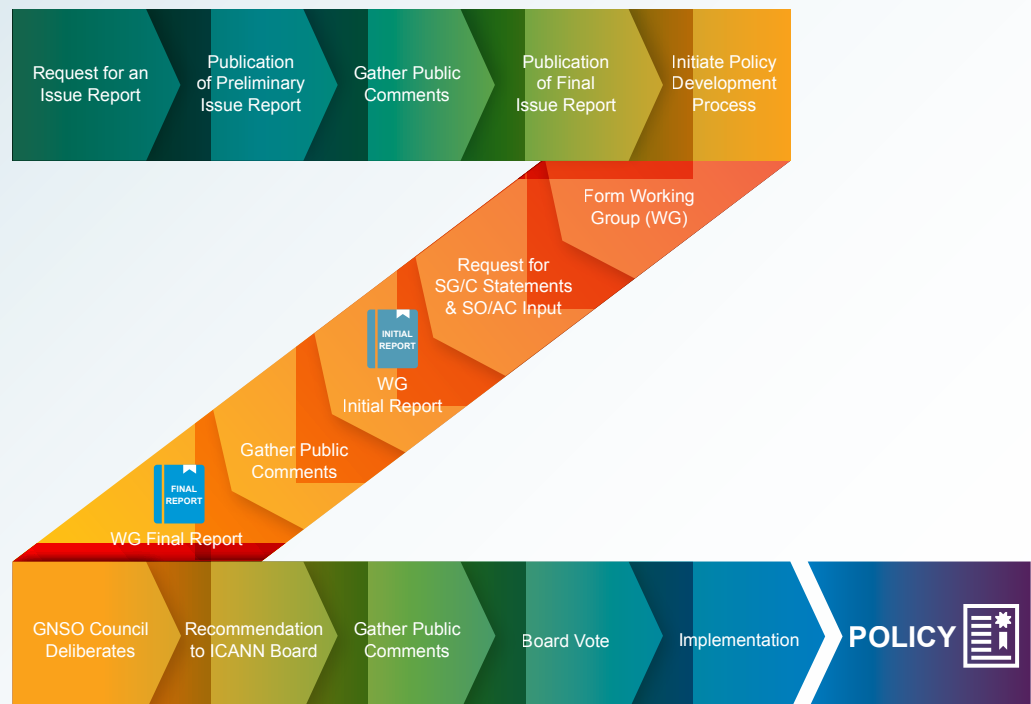 Request for an
Issue Report
Publication
of Preliminary
Issue Report
Gather Public
Comments
Publication
of Final
Issue Report
Initiate Policy
Development
Process
Form Working
Group (WG)
Request for
SG/C Statements
& SO/AC Input
INITIAL
REPORT
WG
Initial Report
Gather Public
Comments
FINAL
REPORT
WG Final Report
GNSO Council
Deliberates
Recommendation
to ICANN Board
Gather Public
Comments
Board Vote
Implementation
POLICY